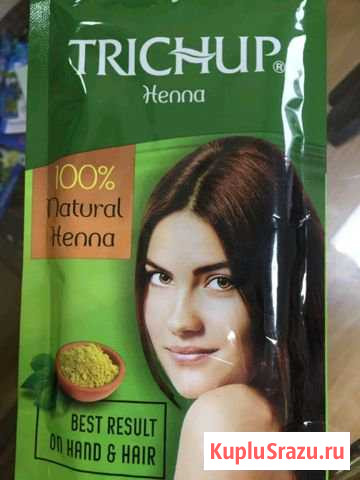 TRICHUP®
Henna
100%
Natural
Henna
BEST RESULT
ON HAND & HAIR
KupluSrazu.ru